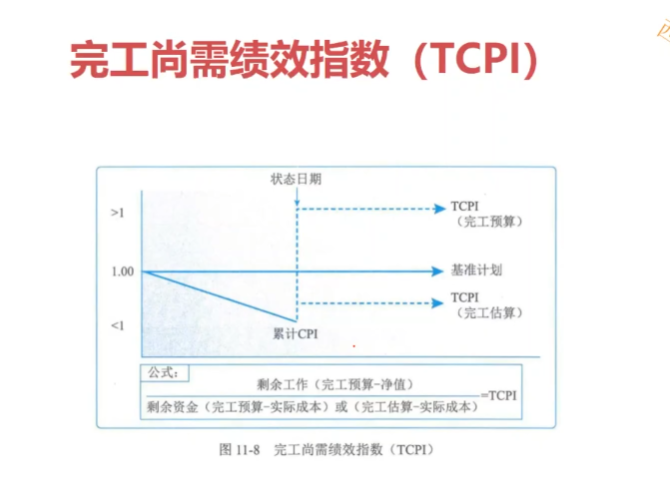 完工尚需绩效指数（TCPI）
状态日期
>1
TCPI
（完工预算）
1.00
基准计划
TCPI
（完工估算）
<1
累计CPI
公式：
剩余工作（完工预算-净值）
剩余资金（完工预算-实际成本）或（完工估算-实际成本）
=TCPI
图 11-8 完工尚需绩效指数（TCPI）